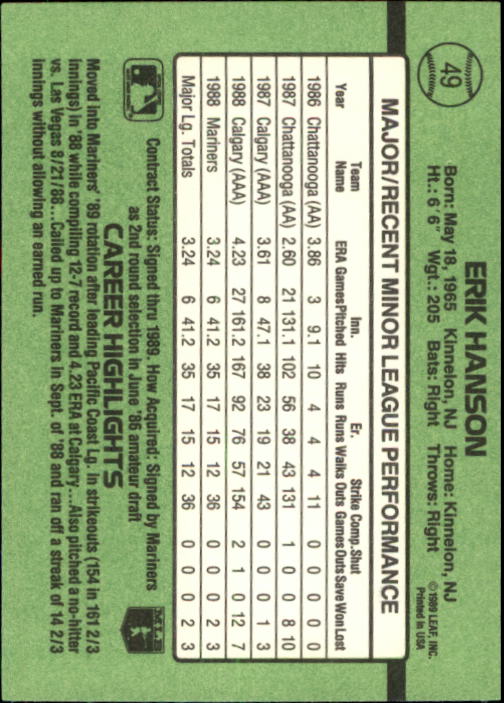 49
ERIK HANSON
Born: May 18, 1965 Kinnelon, NJ Home: Kinnelon, NJ
Ht.: 6'6" Wgt.: 205 Bats: Right Throws: Right
©1989 LEAF, INC.
Printed in USA
MAJOR/RECENT MINOR LEAGUE PERFORMANCE
Team Inn. Er. Strike Comp. Shut
Year Name ERA Games Pitched Hits Runs Runs Walks Outs Games Outs Save Won Lost
1986 Chattanooga (AA) 3.86 3 9.1 10 4 4 4 11 0 0 0 0 0
1987 Chattanooga (AA) 2.60 21 131.1 102 56 38 43 131 1 0 0 8 10
1987 Calgary (AAA) 3.61 8 47.1 38 23 19 21 43 0 0 0 1 3
1988 Calgary (AAA) 4.23 27 161.2 167 92 76 57 154 2 1 0 12 7
1988 Mariners 3.24 6 41.2 35 17 15 12 36 0 0 0 2 3
Major Lg. Totals 3.24 6 41.2 35 17 15 12 36 0 0 0 2 3
Contract Status: Signed thru 1989. How Acquired: Signed by Mariners
as 2nd round selection in June '86 amateur draft
MLB
CAREER HIGHLIGHTS
Moved into Mariners' '89 rotation after leading Pacific Coast Lg. in strikeouts (154 in 161 2/3
innings) in '88 while compiling 12-7 record and 4.23 ERA at Calgary...Also pitched a no-hitter
vs. Las Vegas 8/21/86...Called up to Mariners in Sept. of '88 and ran off a streak of 14 2/3
innings without allowing an earned run.